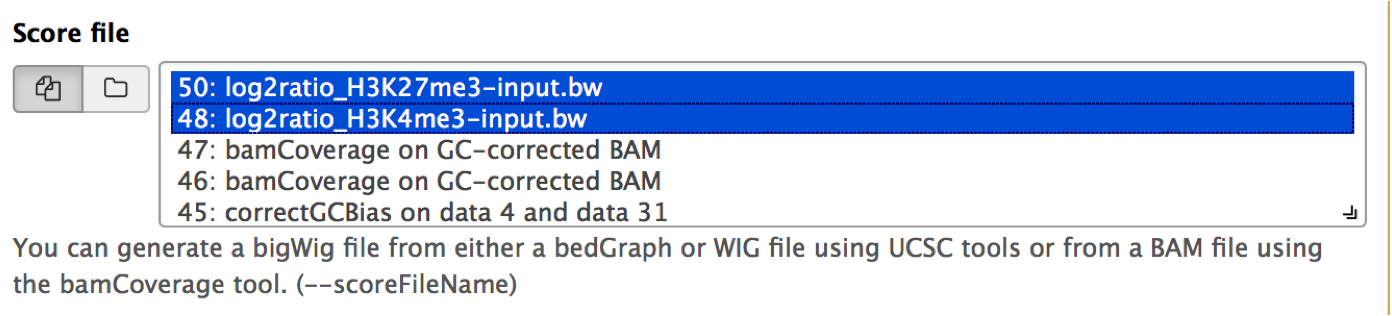 Score file
50: log2ratio_H3K27me3-input.bw
48: log2ratio_H3K4me3-input.bw
47: bamCoverage on GC-corrected BAM
46: bamCoverage on GC-corrected BAM
45: correctGCBias on data 4 and data 31
You can generate a bigWig file from either a bedGraph or WIG file using UCSC tools or from a BAM file using
the bamCoverage tool. (--scoreFileName)